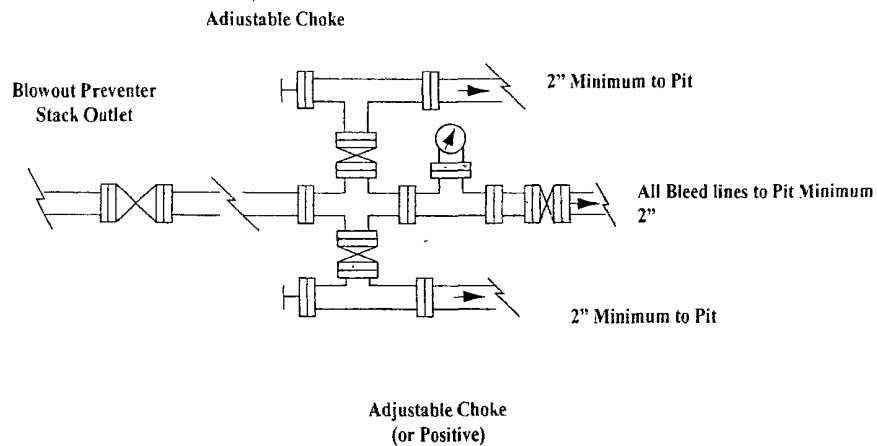 Adjustable Choke
2” Minimum to Pit
Blowout Preventer
Stack Outlet
All Bleed lines to Pit Minimum
2”
2” Minimum to Pit
Adjustable Choke
(or Positive)